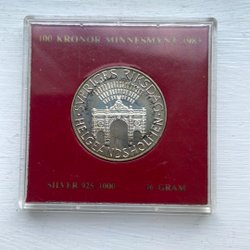 100 KRONOR MINNESMYNT 1983
SVERIGES RIKSDAG
HELGEANDSHOLMEN
SILVER 925/1000 16 GRAM